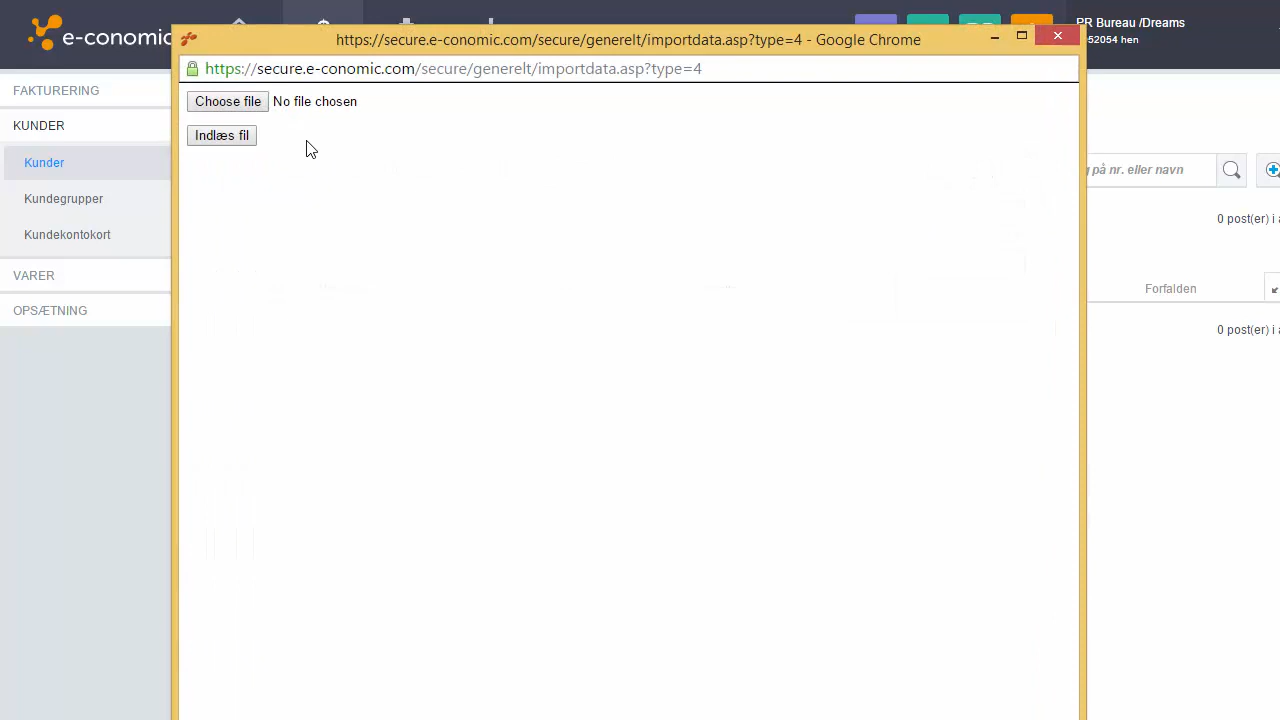 e-conomic
PR Bureau /Dreams
52054 hen
https://secure.e-conomic.com/secure/generelt/importdata.asp?type=4 - Google Chrome
https://secure.e-conomic.com/secure/generelt/importdata.asp?type=4
Choose file No file chosen
Indlæs fil
FAKTURERING
KUNDER
Kunder
Kundegrupper
Kundekontokort
VARER
OPSÆTNING
på nr. eller navn
0 post(er) i
Forfalden
0 post(er) i